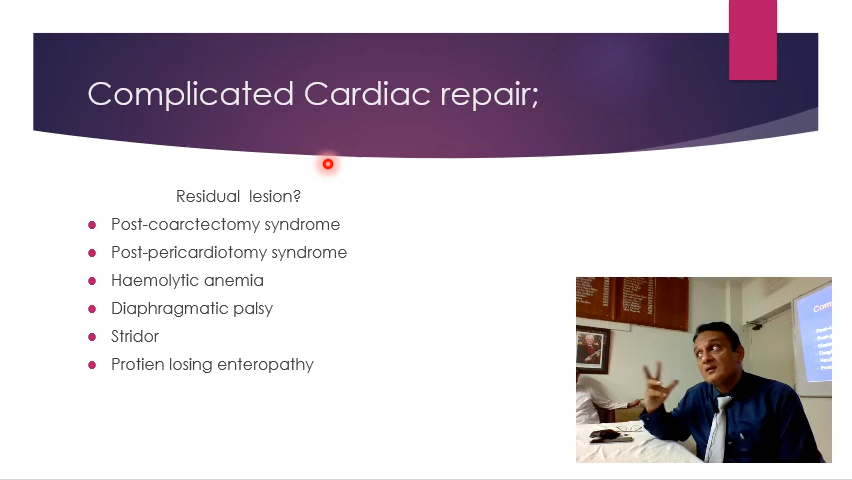 Complicated Cardiac repair;
Residual lesion?
Post-coarctectomy syndrome
Post-pericardiotomy syndrome
Haemolytic anemia
Diaphragmatic palsy
Stridor
Protien losing enteropathy